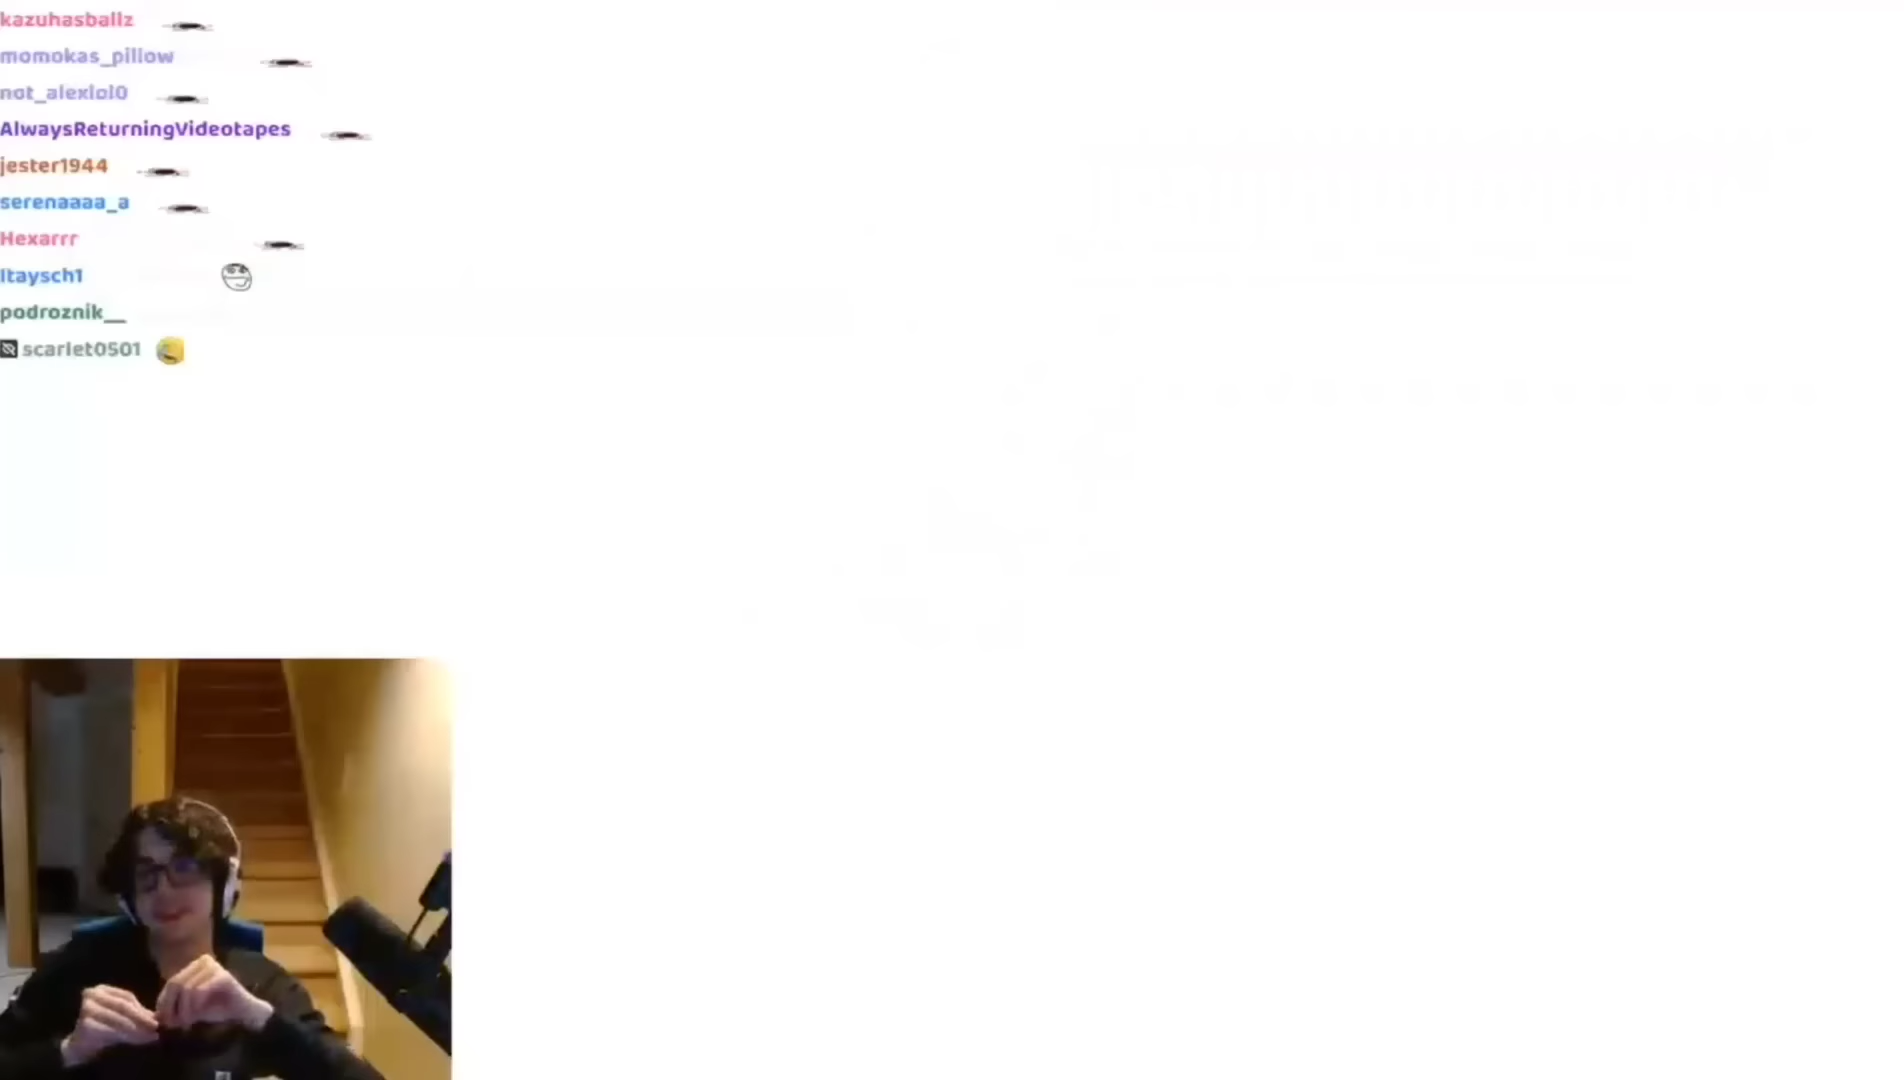 kazuhasballz
momokas_pillow
not_alexlol0
AlwaysReturningVideotapes
jester1944
serenaaaa_a
Hexarrr
Itaysch1
podroznik__
scarlet0501